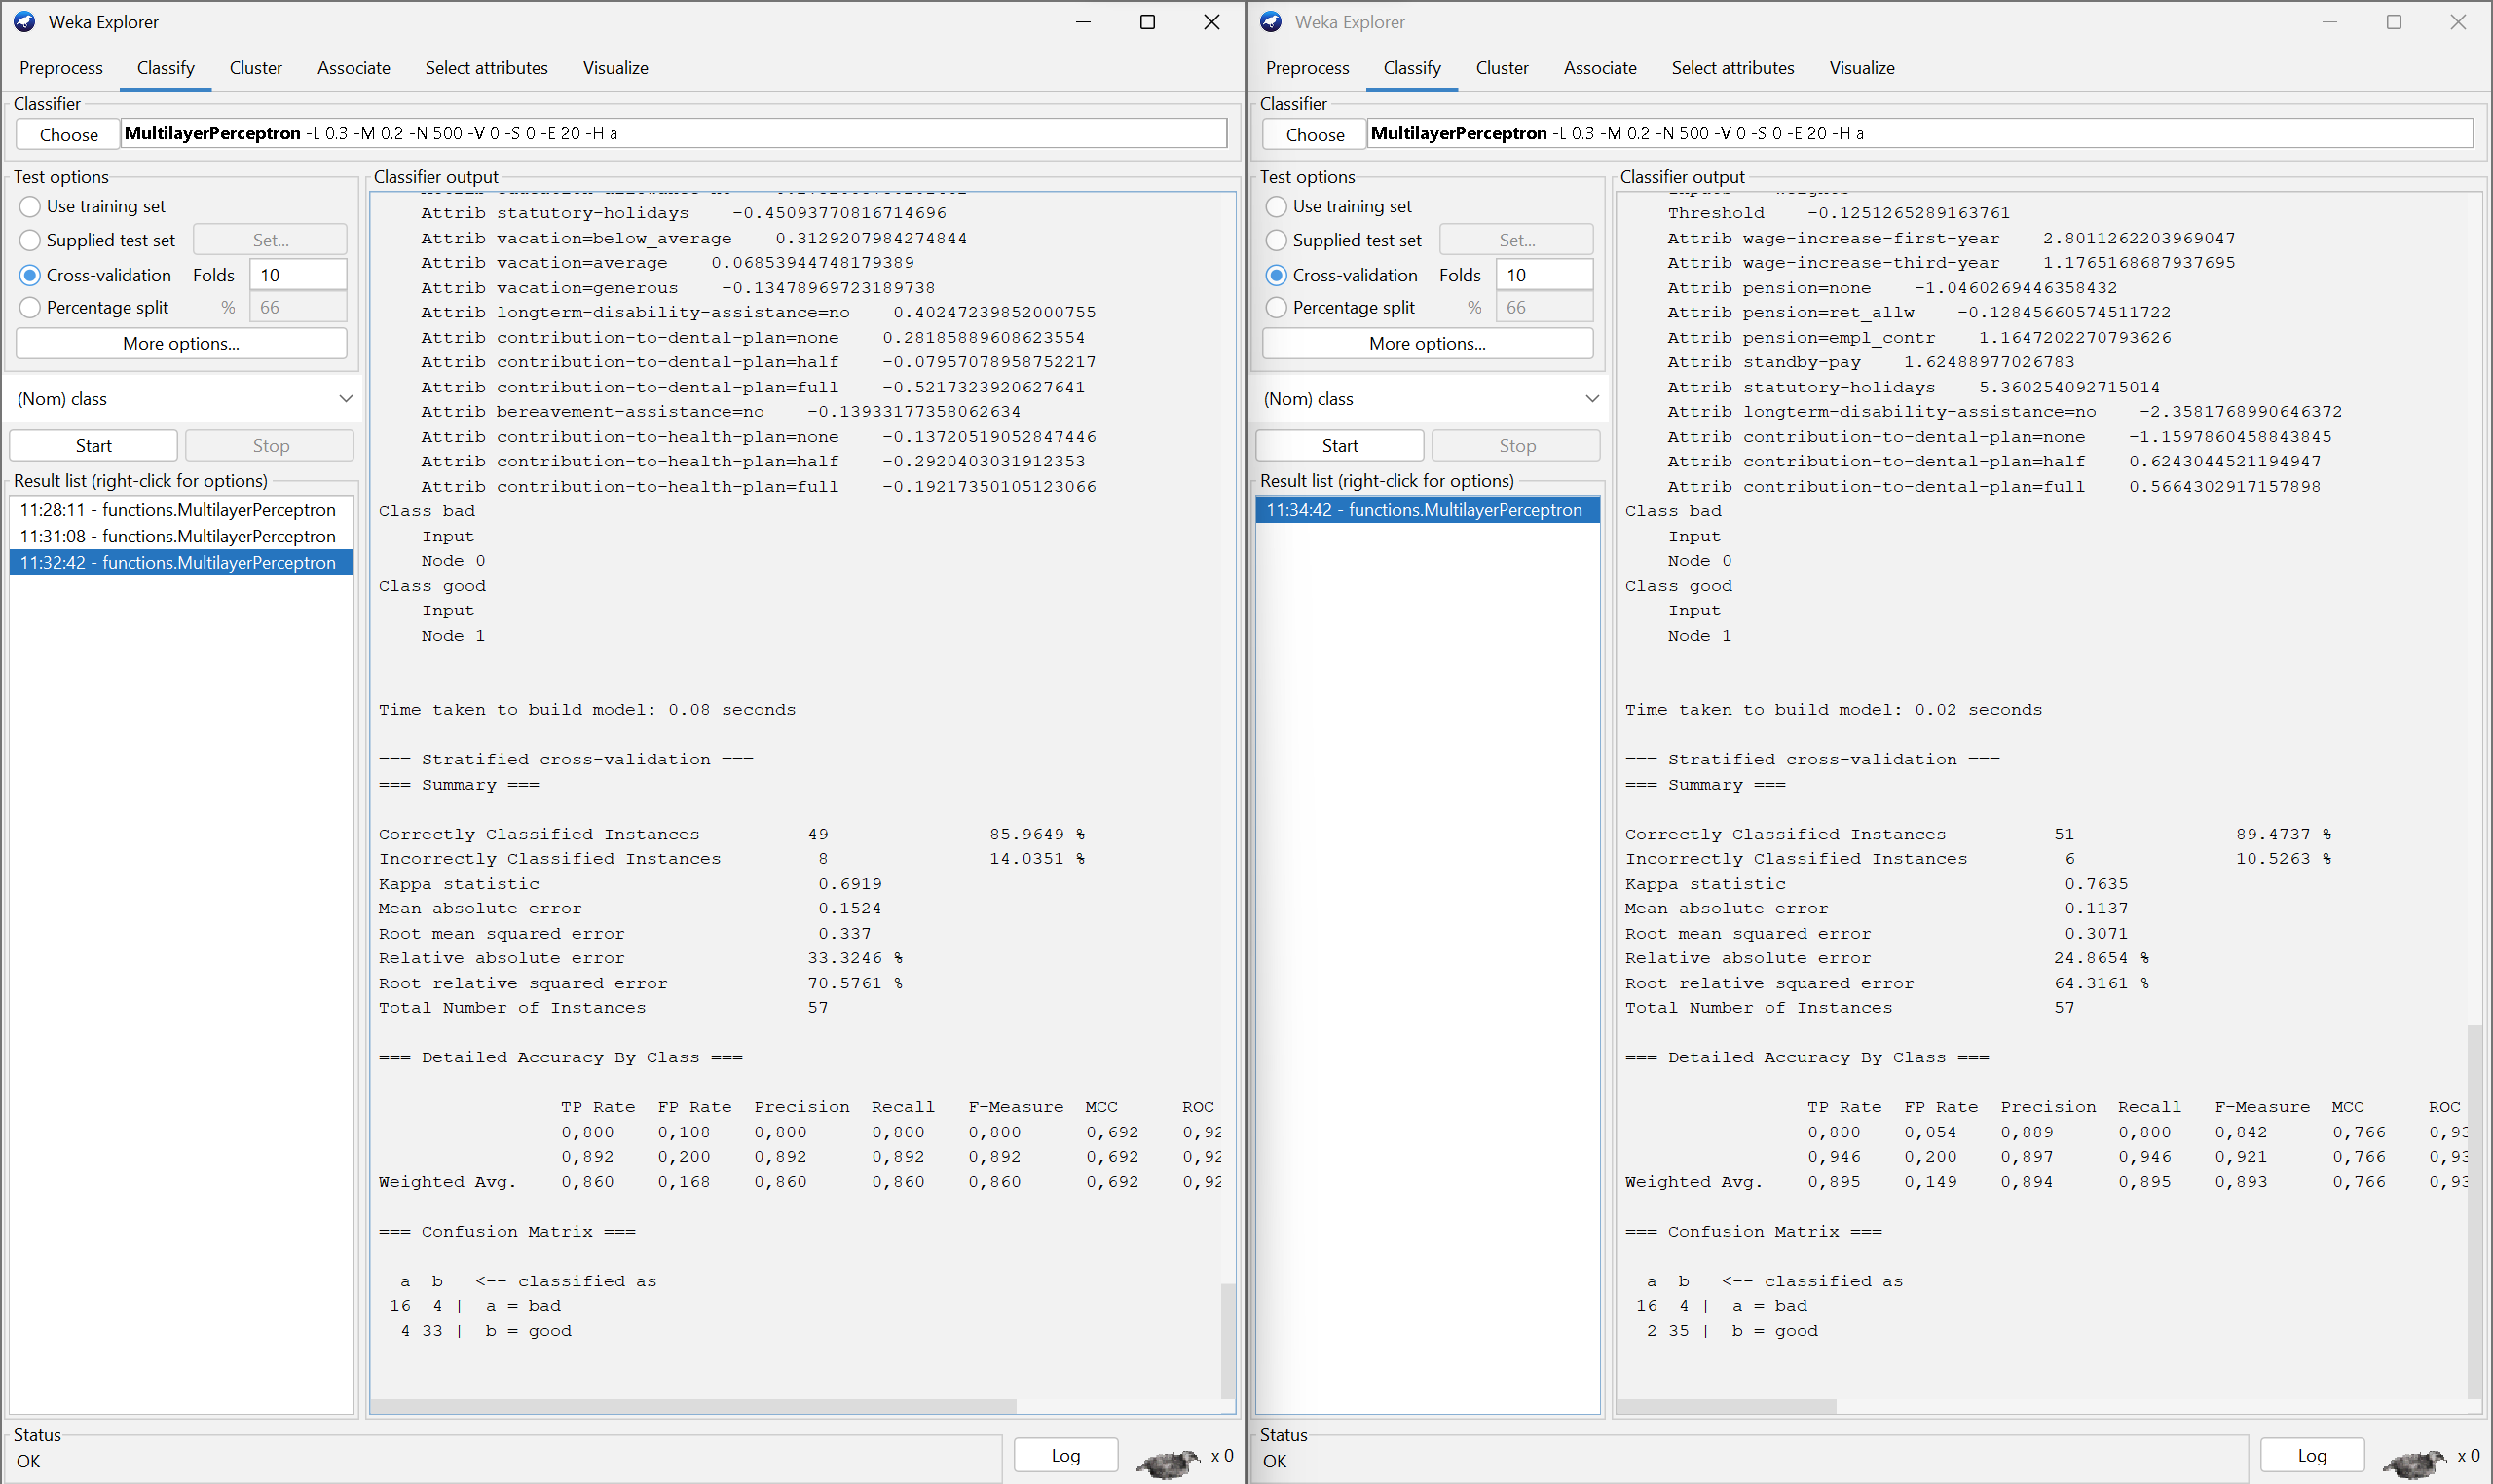 Weka Explorer
Preprocess Classify Cluster Associate Select attributes Visualize
Classifier
Choose MultilayerPerceptron -L 0.3 -M 0.2 -N 500 -V 0 -S 0 -E 20 -H a
Test options
Use training set
Supplied test set Set...
Cross-validation Folds 10
Percentage split % 66
More options...
(Nom) class
Start Stop
Result list (right-click for options)
11:28:11 - functions.MultilayerPerceptron
11:31:08 - functions.MultilayerPerceptron
11:32:42 - functions.MultilayerPerceptron
Classifier output
Attrib statutory-holidays -0.45093770816714696
Attrib vacation=below_average 0.3129207984274844
Attrib vacation=average 0.06853944748179389
Attrib vacation=generous -0.13478969723189738
Attrib longterm-disability-assistance=no 0.40247239852000755
Attrib contribution-to-dental-plan=none 0.28185889608623554
Attrib contribution-to-dental-plan=half -0.07957078958752217
Attrib contribution-to-dental-plan=full -0.5217323920627641
Attrib bereavement-assistance=no -0.13933177358062634
Attrib contribution-to-health-plan=none -0.13720519052847446
Attrib contribution-to-health-plan=half -0.2920403031912353
Attrib contribution-to-health-plan=full -0.19217350105123066
Class bad
Input
Node 0
Class good
Input
Node 1
Time taken to build model: 0.08 seconds
=== Stratified cross-validation ===
=== Summary ===
Correctly Classified Instances 49 85.9649 %
Incorrectly Classified Instances 8 14.0351 %
Kappa statistic 0.6919
Mean absolute error 0.1524
Root mean squared error 0.337
Relative absolute error 33.3246 %
Root relative squared error 70.5761 %
Total Number of Instances 57
=== Detailed Accuracy By Class ===
TP Rate FP Rate Precision Recall F-Measure MCC ROC
0,800 0,108 0,800 0,800 0,800 0,692 0,92
0,892 0,200 0,892 0,892 0,892 0,692 0,92
Weighted Avg. 0,860 0,168 0,860 0,860 0,860 0,692 0,92
=== Confusion Matrix ===
a b <-- classified as
16 4 | a = bad
4 33 | b = good
Status
OK
Log x 0
Weka Explorer
Preprocess Classify Cluster Associate Select attributes Visualize
Classifier
Choose MultilayerPerceptron -L 0.3 -M 0.2 -N 500 -V 0 -S 0 -E 20 -H a
Test options
Use training set
Supplied test set Set...
Cross-validation Folds 10
Percentage split % 66
More options...
(Nom) class
Start Stop
Result list (right-click for options)
11:34:42 - functions.MultilayerPerceptron
Classifier output
Threshold -0.1251265289163761
Attrib wage-increase-first-year 2.8011262203969047
Attrib wage-increase-third-year 1.1765168687937695
Attrib pension=none -1.0460269446358432
Attrib pension=ret_allw -0.12845660574511722
Attrib pension=empl_contr 1.1647202270793626
Attrib standby-pay 1.62488977026783
Attrib statutory-holidays 5.360254092715014
Attrib longterm-disability-assistance=no -2.3581768990646372
Attrib contribution-to-dental-plan=none -1.1597860458843845
Attrib contribution-to-dental-plan=half 0.6243044521194947
Attrib contribution-to-dental-plan=full 0.5664302917157898
Class bad
Input
Node 0
Class good
Input
Node 1
Time taken to build model: 0.02 seconds
=== Stratified cross-validation ===
=== Summary ===
Correctly Classified Instances 51 89.4737 %
Incorrectly Classified Instances 6 10.5263 %
Kappa statistic 0.7635
Mean absolute error 0.1137
Root mean squared error 0.3071
Relative absolute error 24.8654 %
Root relative squared error 64.3161 %
Total Number of Instances 57
=== Detailed Accuracy By Class ===
TP Rate FP Rate Precision Recall F-Measure MCC ROC
0,800 0,054 0,889 0,800 0,842 0,766 0,93
0,946 0,200 0,897 0,946 0,921 0,766 0,93
Weighted Avg. 0,895 0,149 0,894 0,895 0,893 0,766 0,93
=== Confusion Matrix ===
a b <-- classified as
16 4 | a = bad
2 35 | b = good
Status
OK
Log x 0